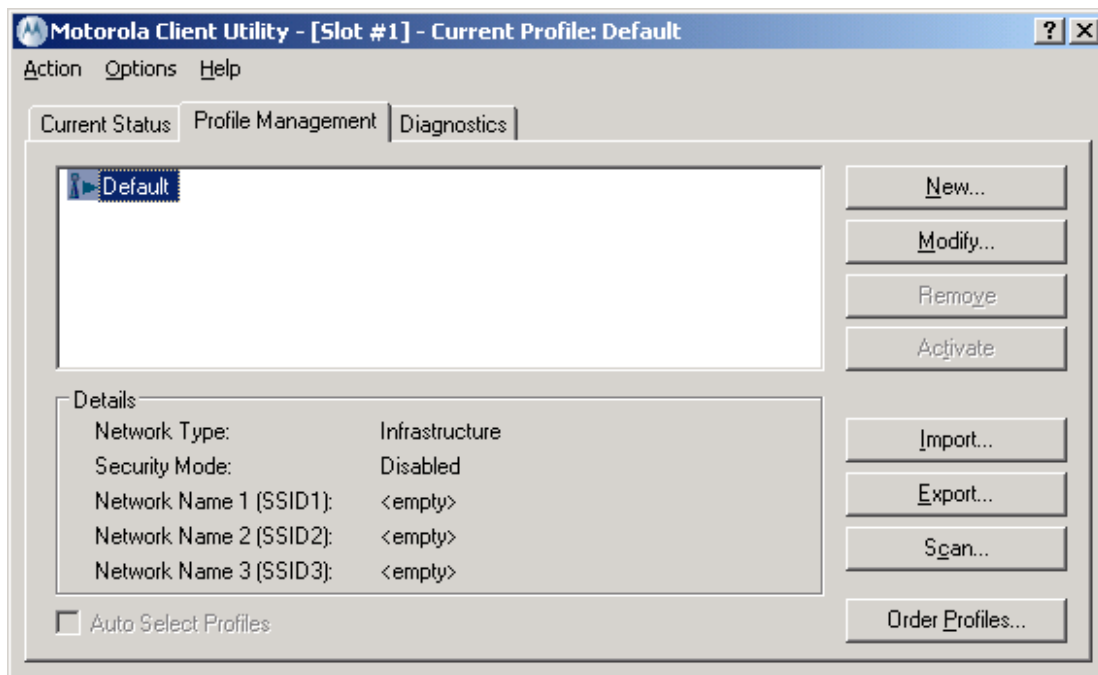 Motorola Client Utility - [Slot #1] - Current Profile: Default
Action Options Help
Current Status Profile Management Diagnostics
Default
New...
Modify...
Remove
Activate
Details
Network Type: Infrastructure
Security Mode: Disabled
Network Name 1 (SSID1): <empty>
Network Name 2 (SSID2): <empty>
Network Name 3 (SSID3): <empty>
Import...
Export...
Scan...
Auto Select Profiles
Order Profiles...